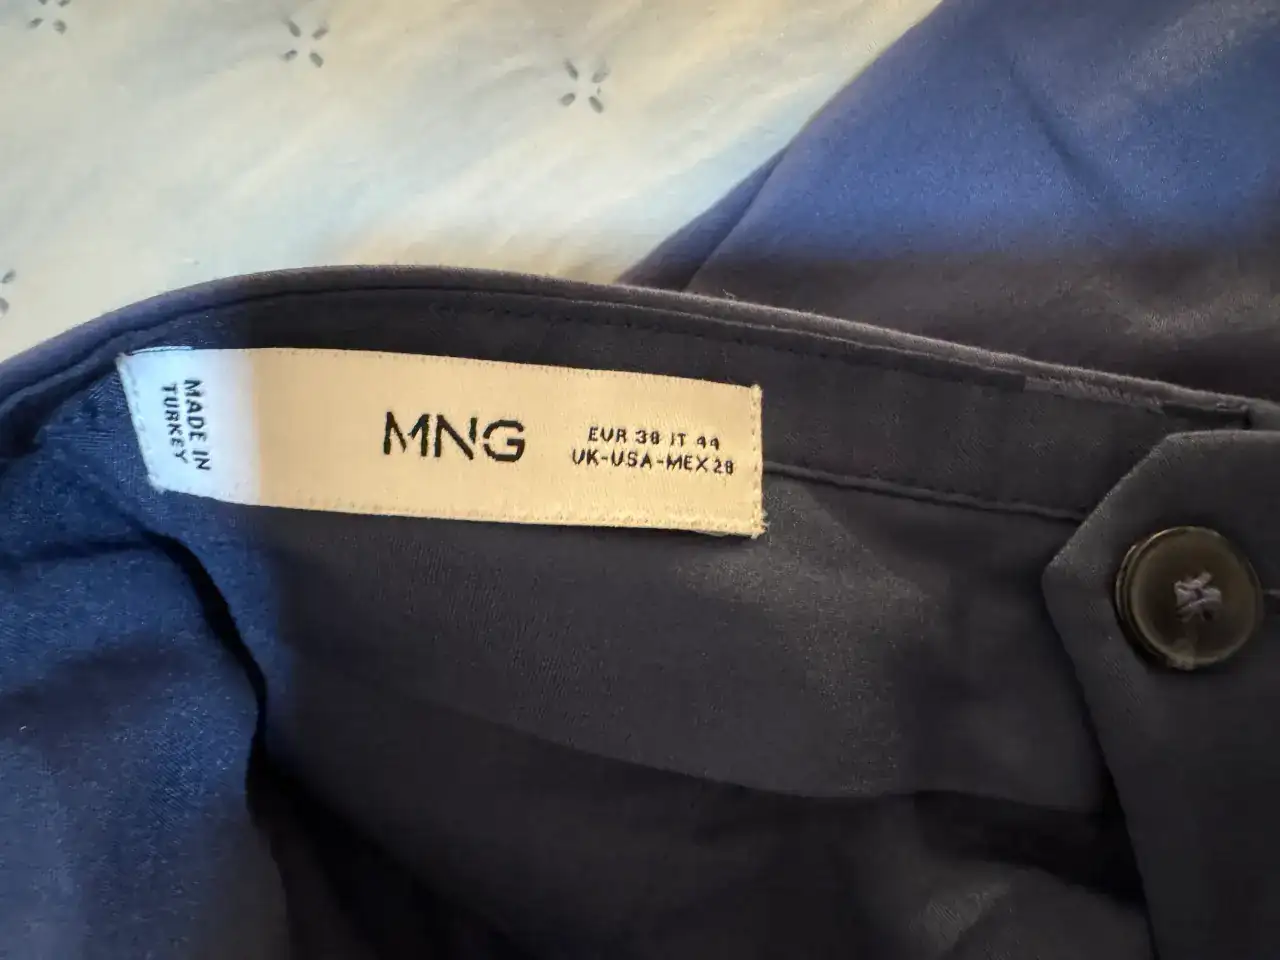 MADE IN
TURKEY
MNG
EUR 38 IT 44
UK-USA-MEX 28